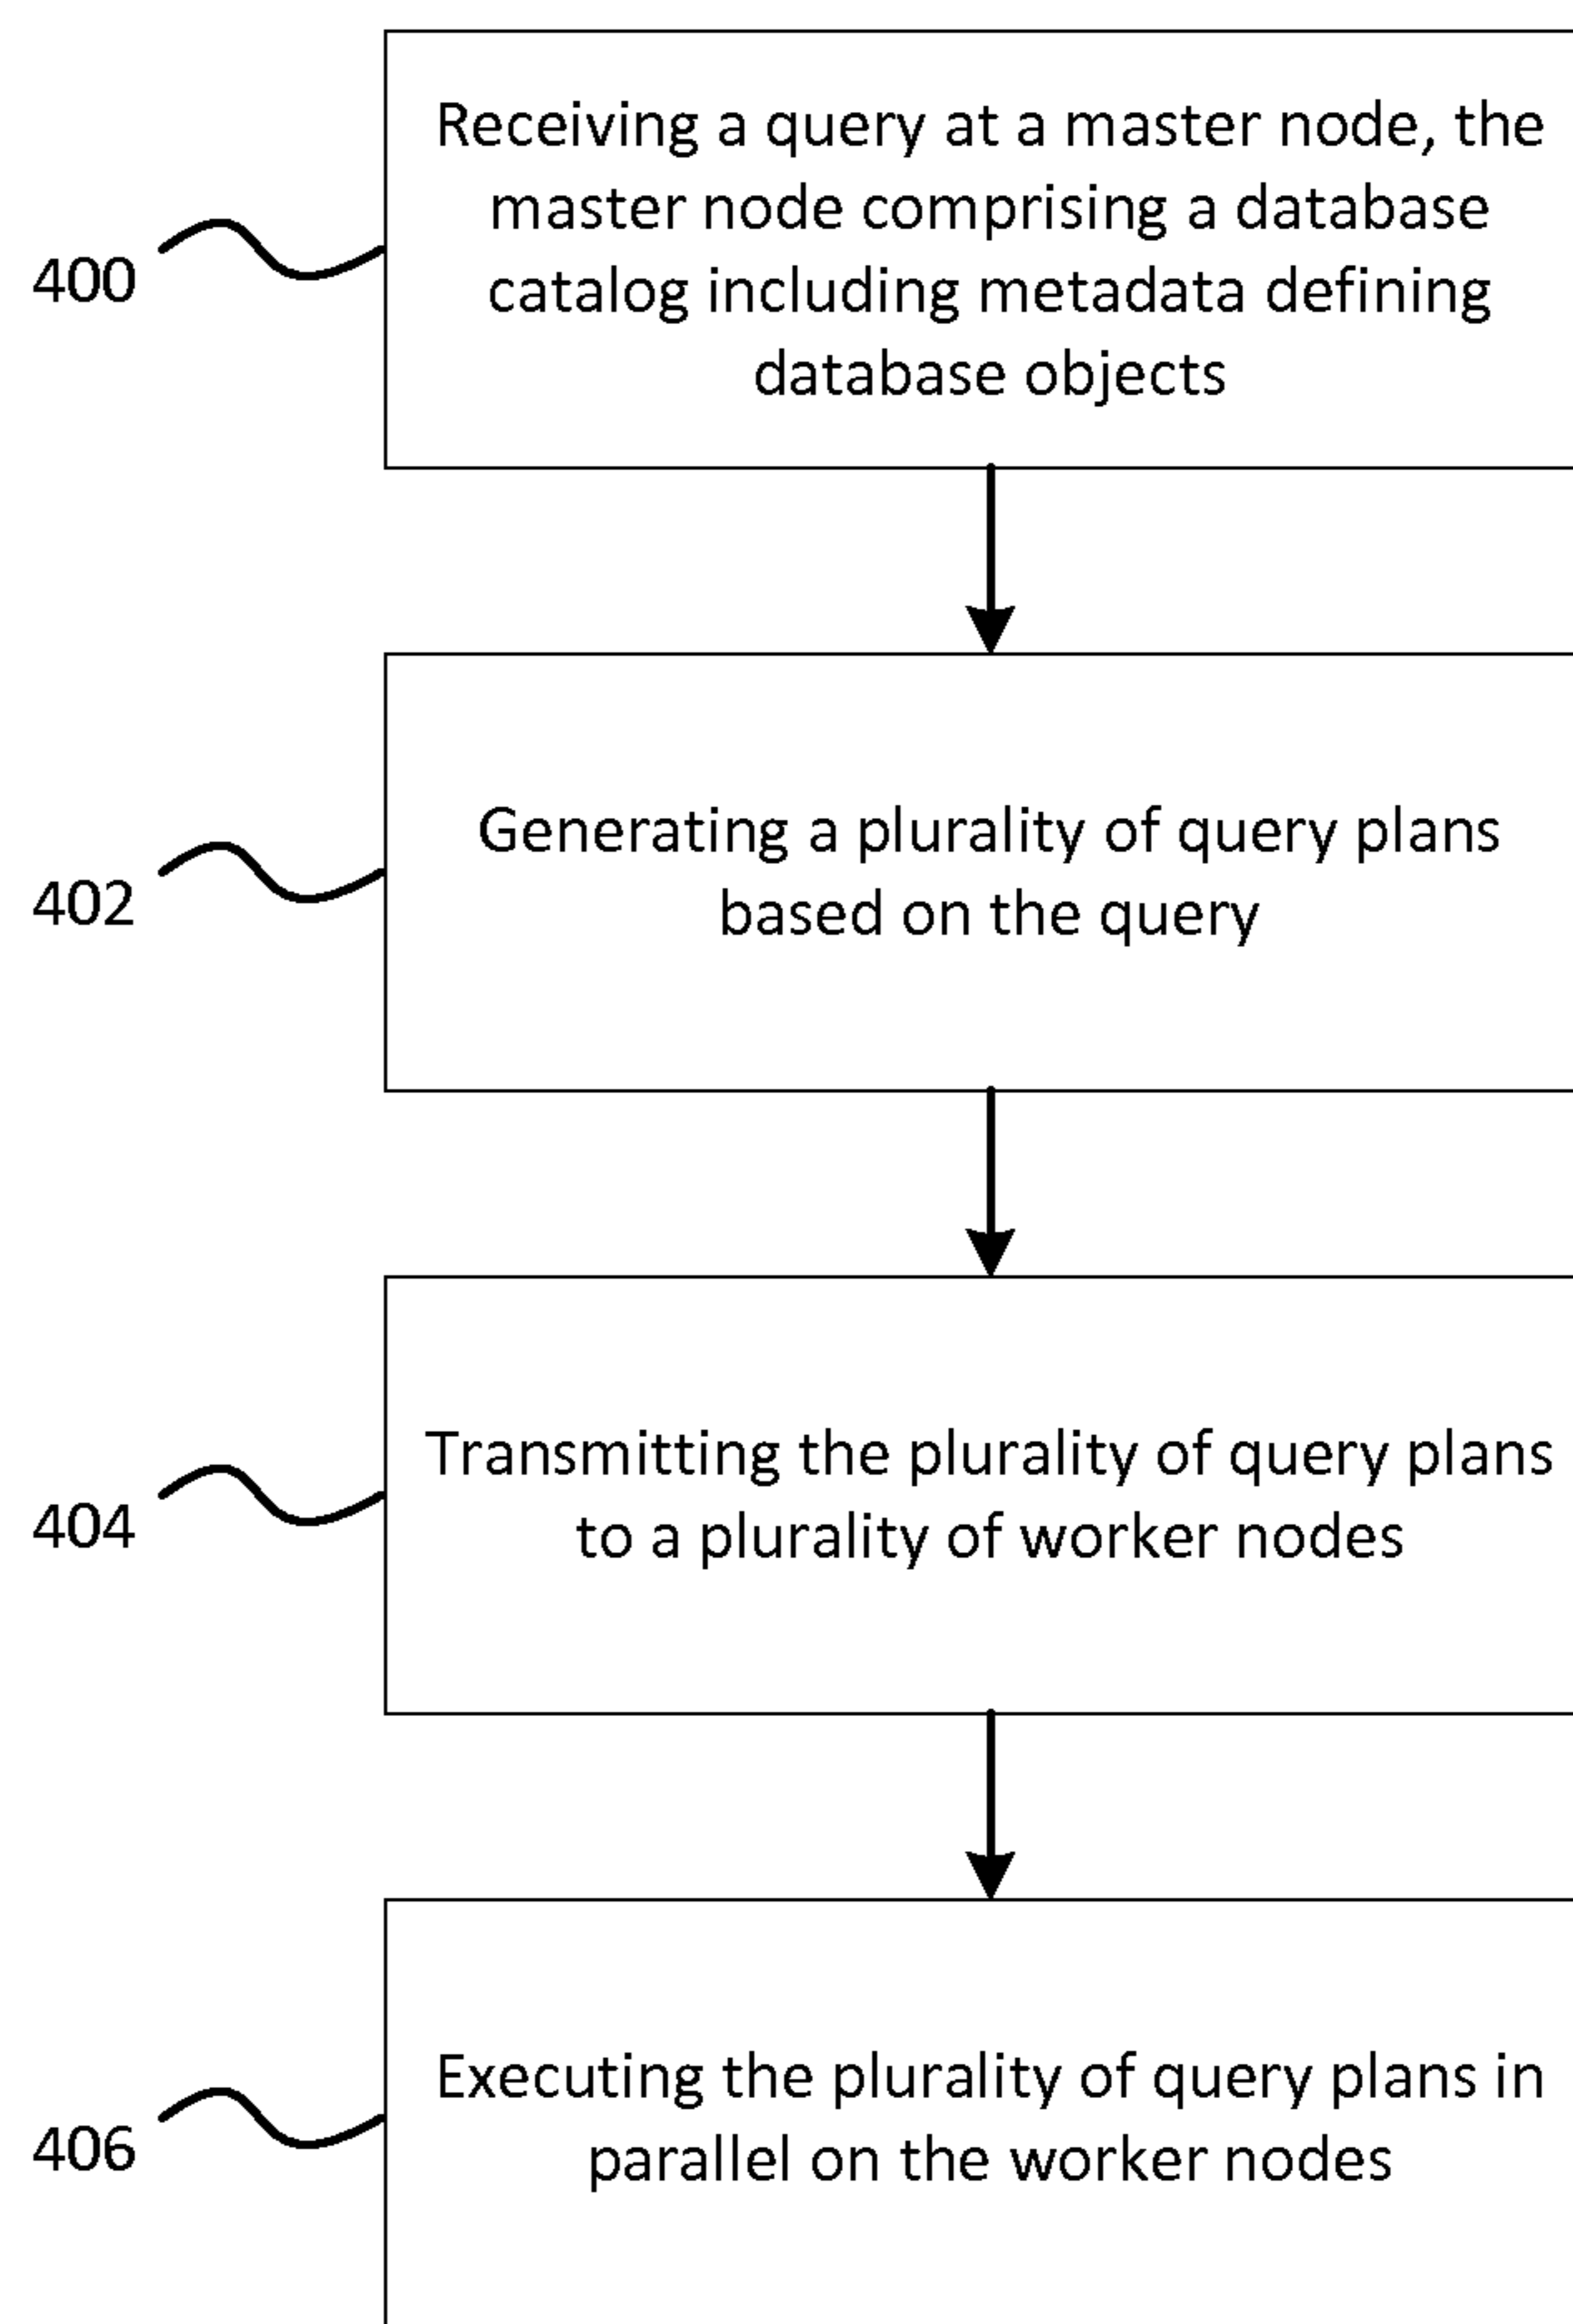 Receiving a query at a master node, the
master node comprising a database
catalog including metadata defining
database objects
400
Generating a plurality of query plans
based on the query
402
Transmitting the plurality of query plans
to a plurality of worker nodes
404
Executing the plurality of query plans in
parallel on the worker nodes
406